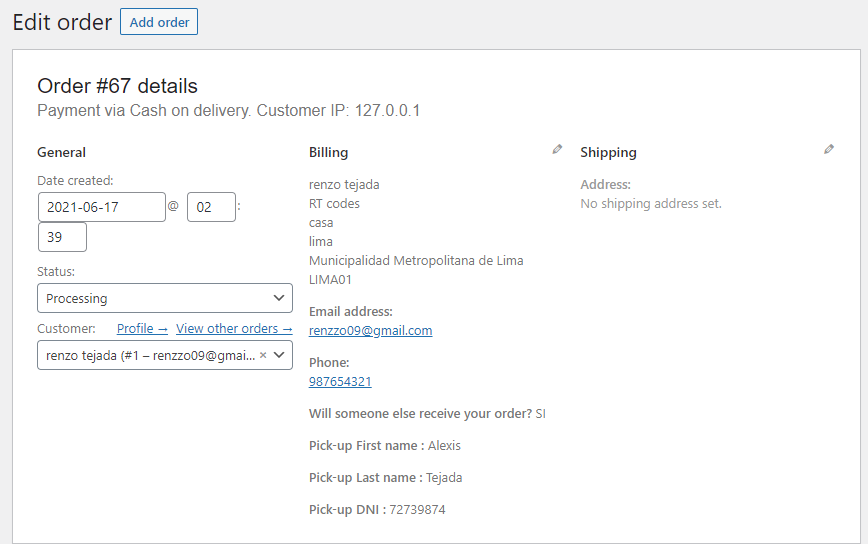 Edit order Add order
Order #67 details
Payment via Cash on delivery. Customer IP: 127.0.0.1
General
Date created:
2021-06-17 @ 02 :
39
Status:
Processing
Customer: Profile → View other orders →
renzo tejada (#1 – renzzo09@gmai... ×
Billing
renzo tejada
RT codes
casa
lima
Municipalidad Metropolitana de Lima
LIMA01
Email address:
renzzo09@gmail.com
Phone:
987654321
Will someone else receive your order? SI
Pick-up First name : Alexis
Pick-up Last name : Tejada
Pick-up DNI : 72739874
Shipping
Address:
No shipping address set.